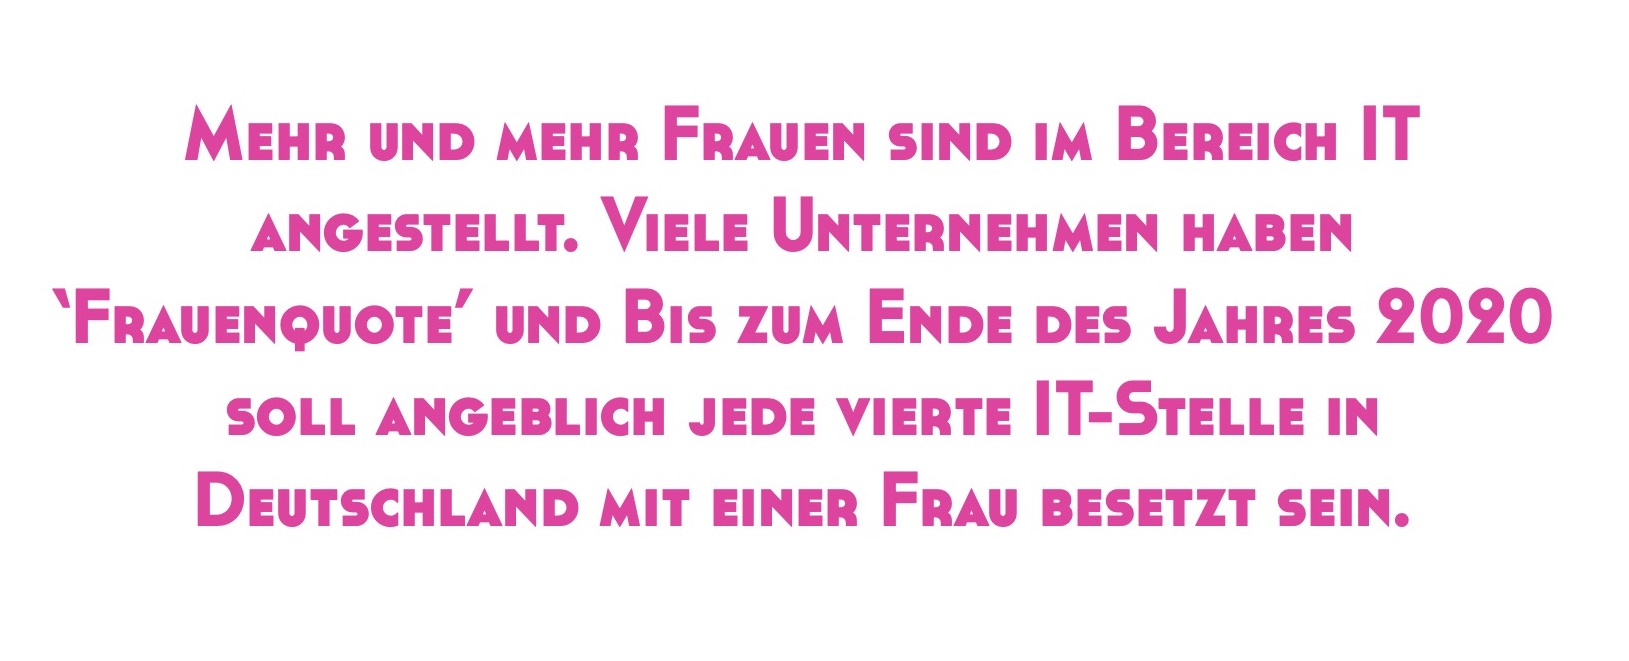 Mehr und mehr Frauen sind im Bereich IT
angestellt. Viele Unternehmen haben
‘Frauenquote’ und Bis zum Ende des Jahres 2020
soll angeblich jede vierte IT-Stelle in
Deutschland mit einer Frau besetzt sein.